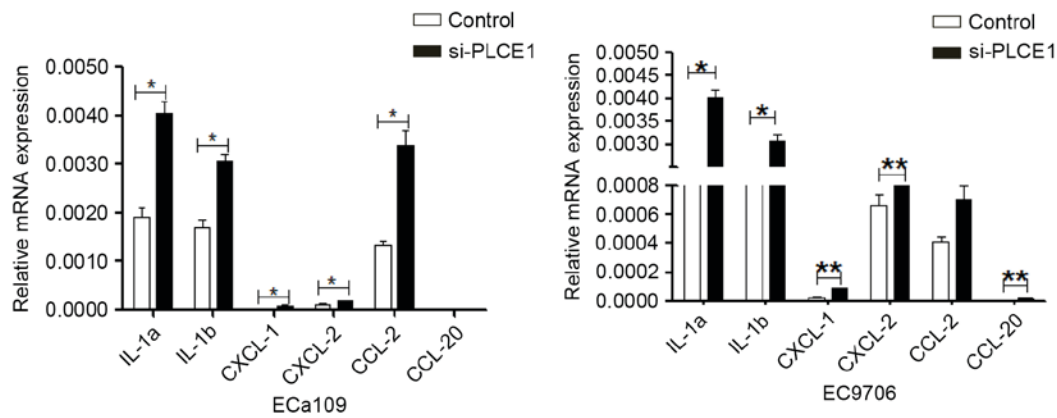 Control
si-PLCE1
Relative mRNA expression
0.0050
0.0040
0.0030
0.0020
0.0010
0.0000
* * * * *
IL-1a IL-1b CXCL-1 CXCL-2 CCL-2 CCL-20
ECa109
Control
si-PLCE1
Relative mRNA expression
0.0050
0.0045
0.0040
0.0035
0.0030
0.0008
0.0006
0.0004
0.0002
0.0000
* * ** ** **
IL-1a IL-1b CXCL-1 CXCL-2 CCL-2 CCL-20
EC9706